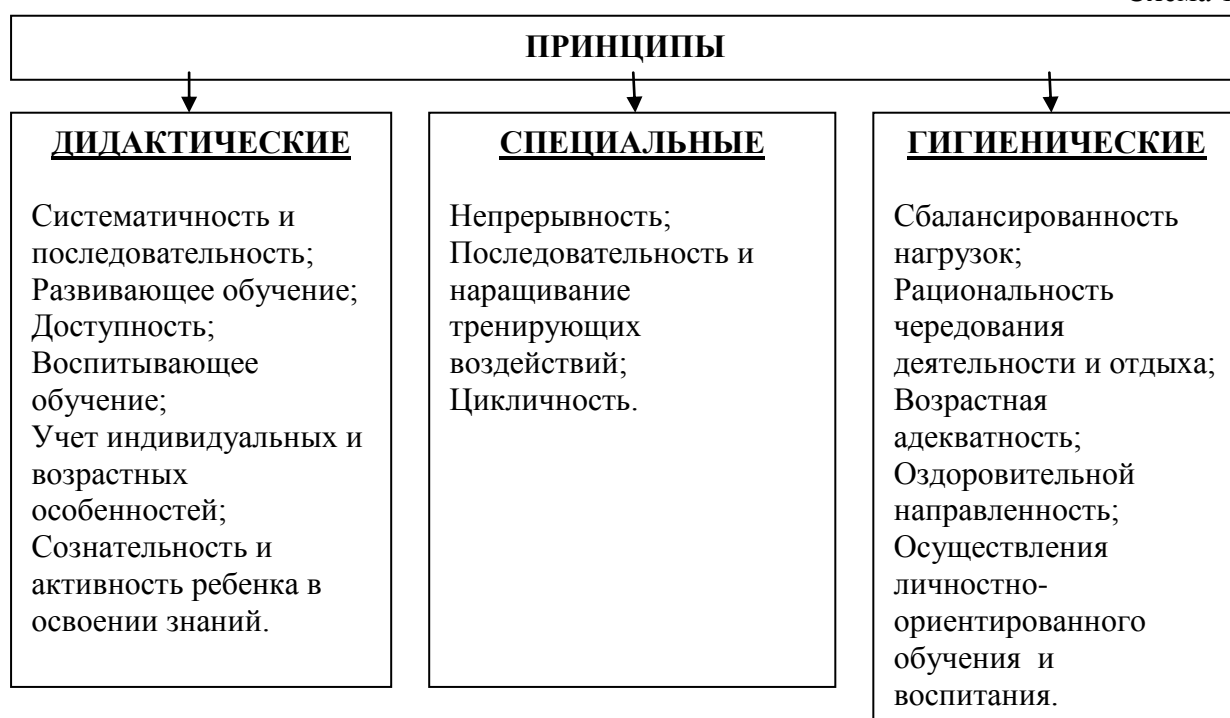 ПРИНЦИПЫ
ДИДАКТИЧЕСКИЕ
Систематичность и
последовательность;
Развивающее обучение;
Доступность;
Воспитывающее
обучение;
Учет индивидуальных и
возрастных
особенностей;
Сознательность и
активность ребенка в
освоении знаний.
СПЕЦИАЛЬНЫЕ
Непрерывность;
Последовательность и
наращивание
тренирующих
воздействий;
Цикличность.
ГИГИЕНИЧЕСКИЕ
Сбалансированность
нагрузок;
Рациональность
чередования
деятельности и отдыха;
Возрастная
адекватность;
Оздоровительной
направленность;
Осуществления
личностно-
ориентированного
обучения и
воспитания.